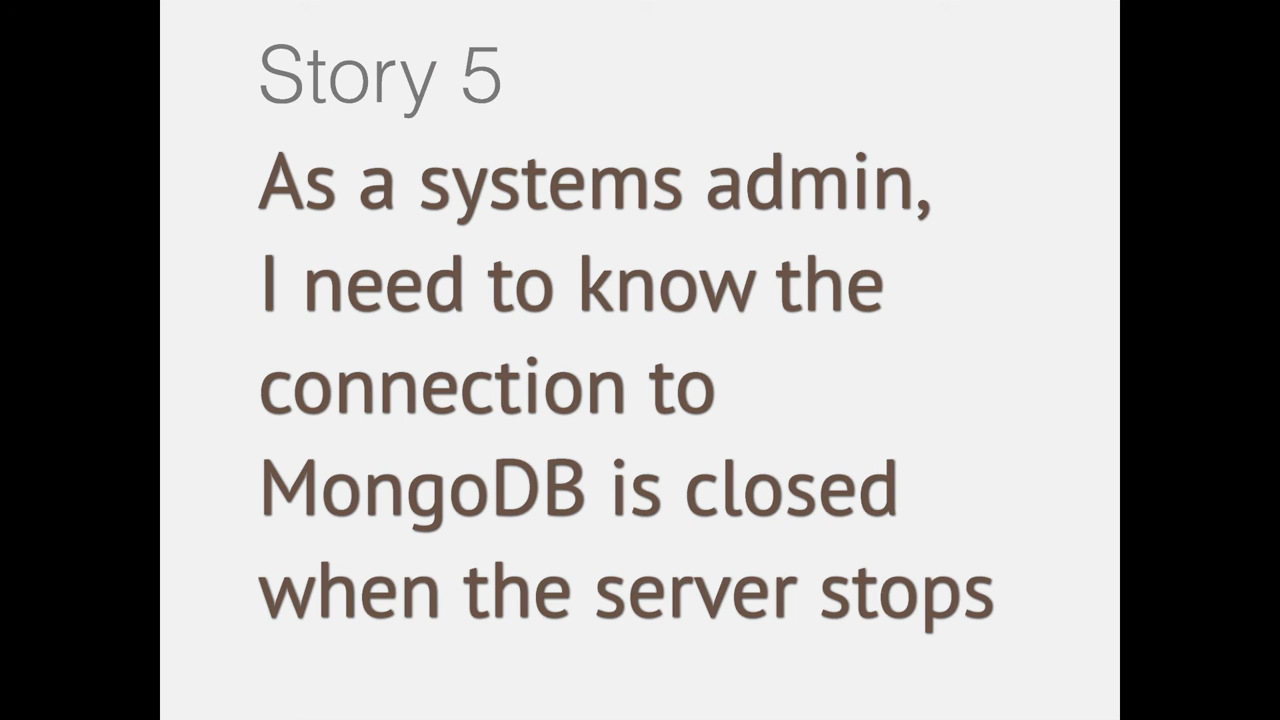 Story 5
As a systems admin,
I need to know the
connection to
MongoDB is closed
when the server stops